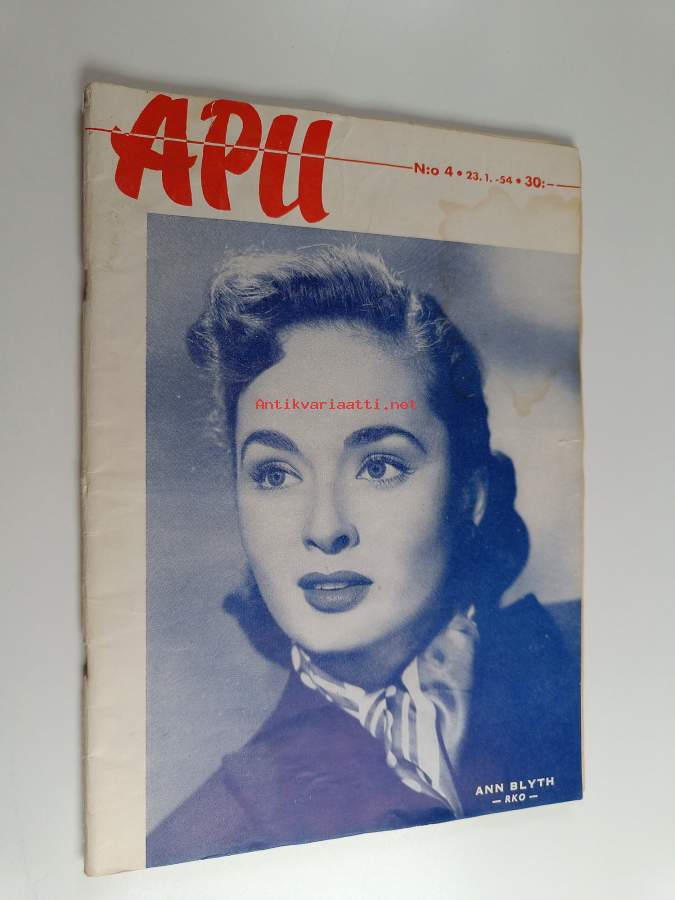 APU
N:o 4 • 23.1.-54 • 30:-
Antikvariaatti.net
ANN BLYTH
— RKO —